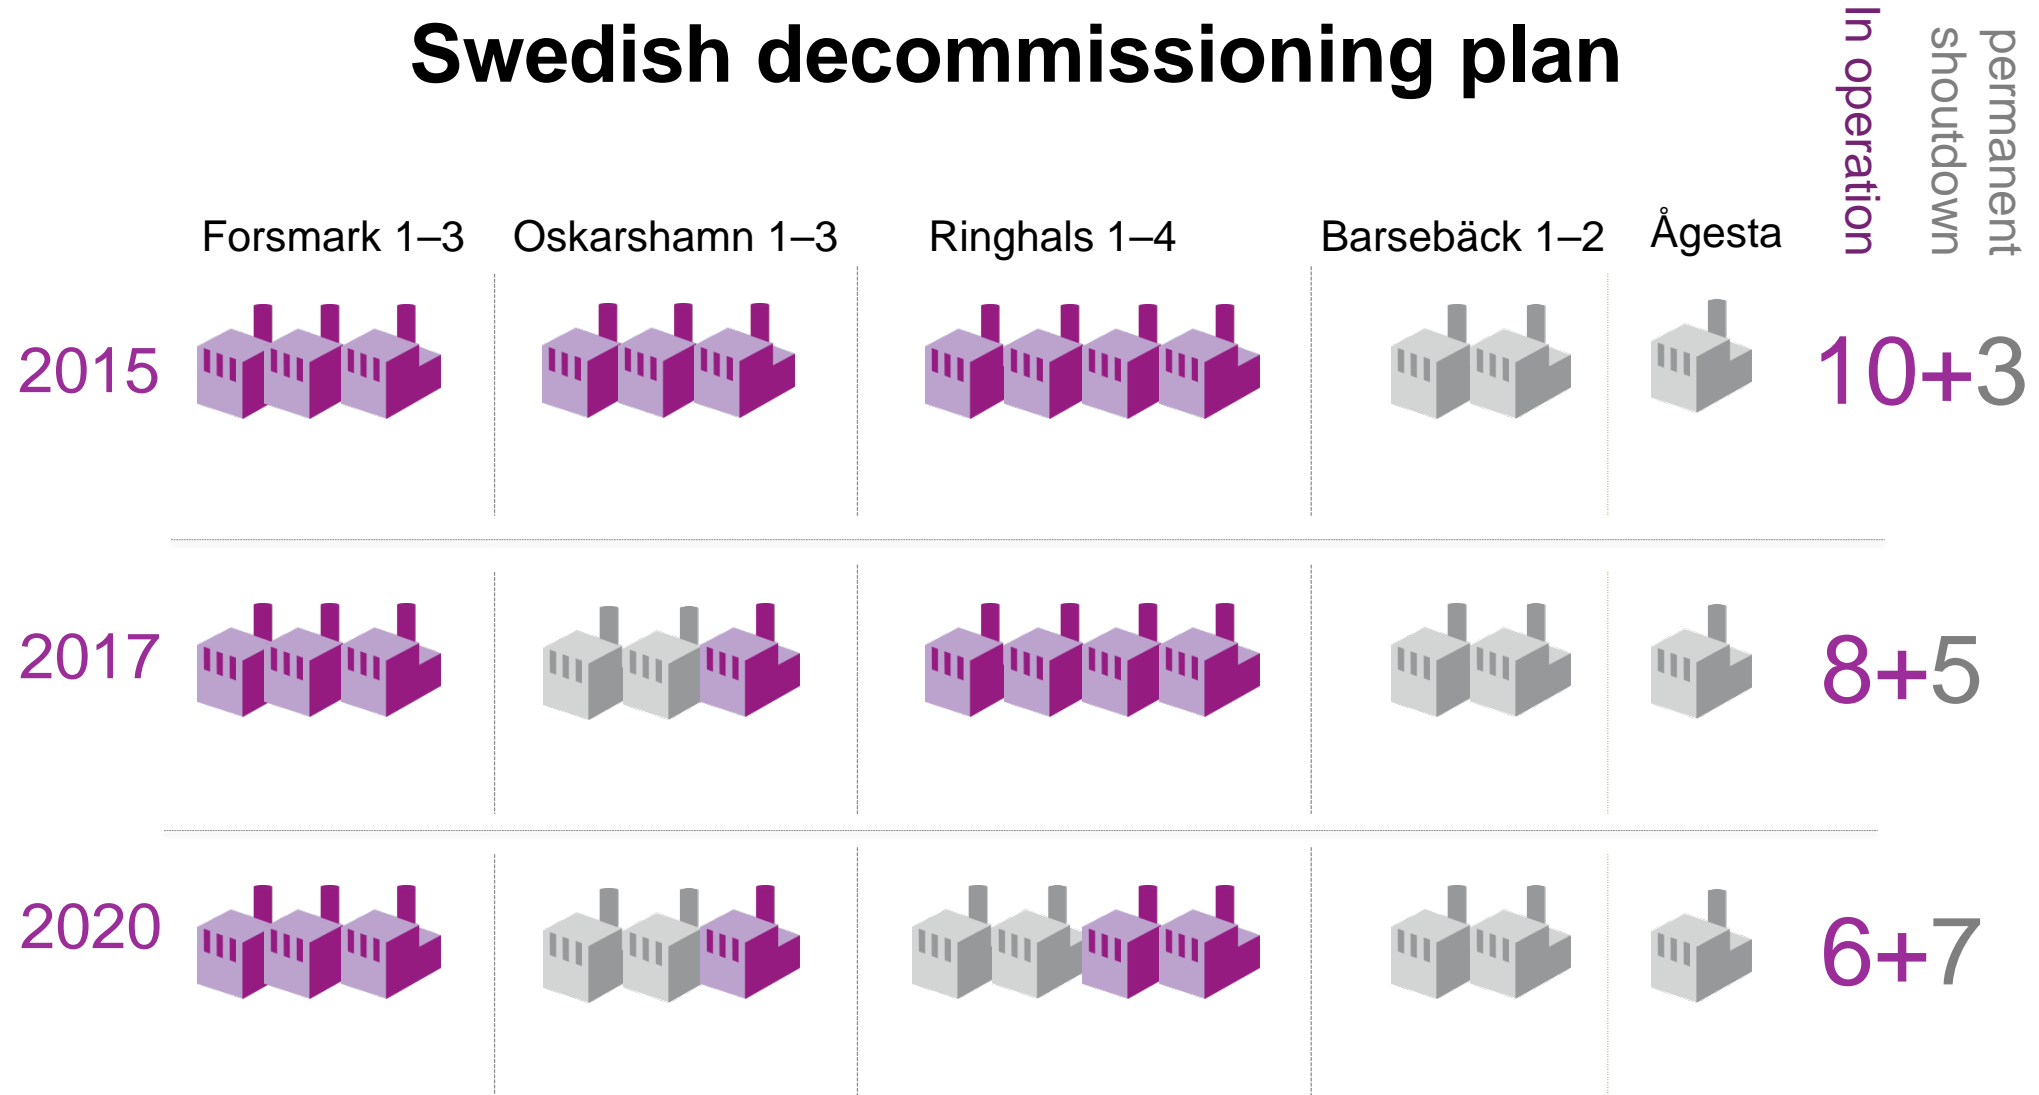 Swedish decommissioning plan
In operation
permanent
shoutdown
Forsmark 1–3
Oskarshamn 1–3
Ringhals 1–4
Barsebäck 1–2
Ågesta
2015
10+3
2017
8+5
2020
6+7